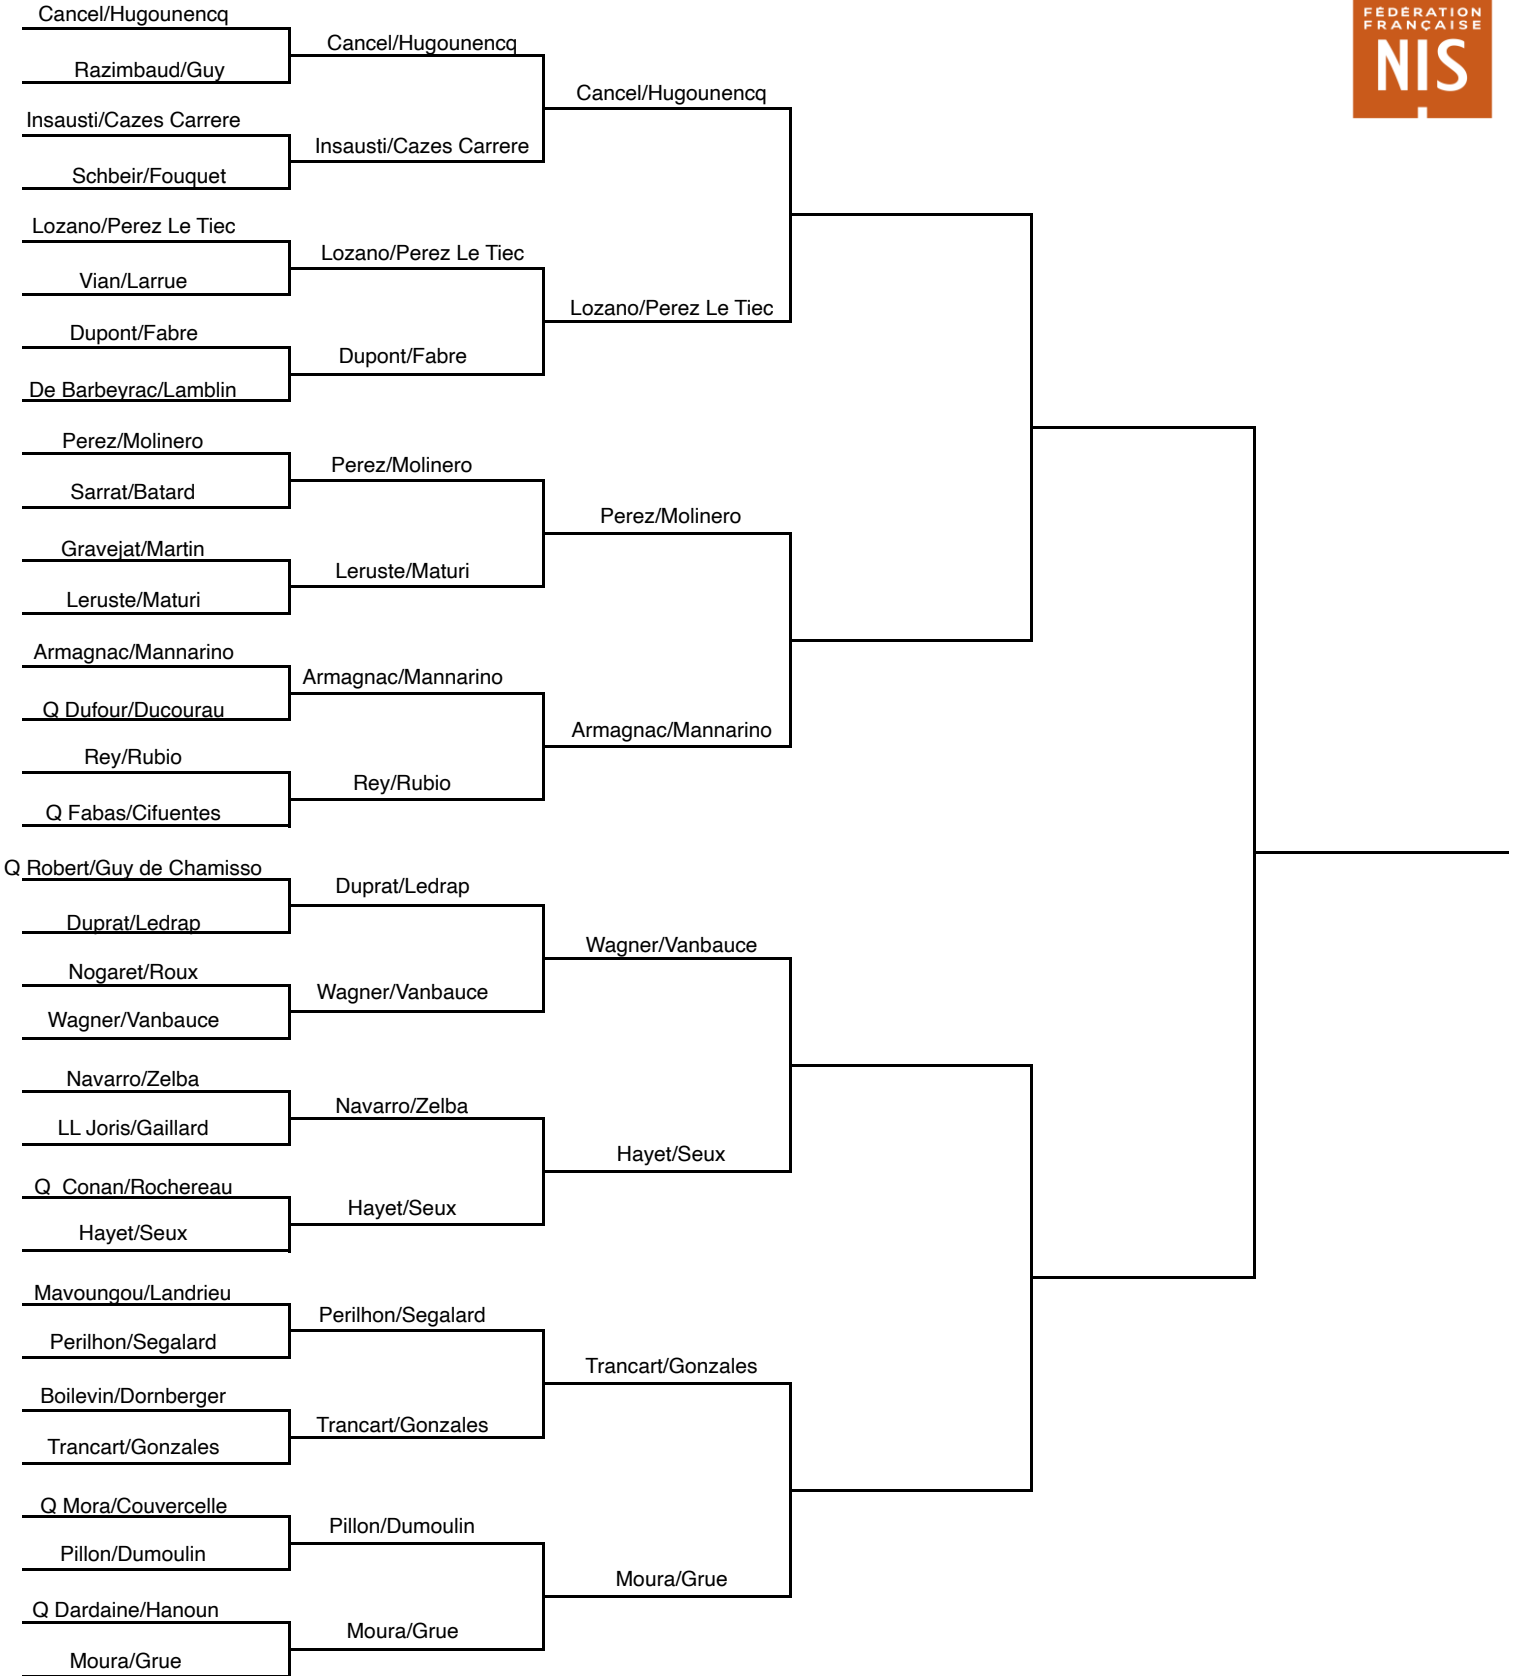 FÉDÉRATION
FRANÇAISE
NIS
Cancel/Hugounencq
Razimbaud/Guy
Insausti/Cazes Carrere
Schbeir/Fouquet
Lozano/Perez Le Tiec
Vian/Larrue
Dupont/Fabre
De Barbeyrac/Lamblin
Perez/Molinero
Sarrat/Batard
Gravejat/Martin
Leruste/Maturi
Armagnac/Mannarino
Q Dufour/Ducourau
Rey/Rubio
Q Fabas/Cifuentes
Q Robert/Guy de Chamisso
Duprat/Ledrap
Nogaret/Roux
Wagner/Vanbauce
Navarro/Zelba
LL Joris/Gaillard
Q  Conan/Rochereau
Hayet/Seux
Mavoungou/Landrieu
Perilhon/Segalard
Boilevin/Dornberger
Trancart/Gonzales
Q Mora/Couvercelle
Pillon/Dumoulin
Q Dardaine/Hanoun
Moura/Grue
Cancel/Hugounencq
Insausti/Cazes Carrere
Lozano/Perez Le Tiec
Dupont/Fabre
Perez/Molinero
Leruste/Maturi
Armagnac/Mannarino
Rey/Rubio
Duprat/Ledrap
Wagner/Vanbauce
Navarro/Zelba
Hayet/Seux
Perilhon/Segalard
Trancart/Gonzales
Pillon/Dumoulin
Moura/Grue
Cancel/Hugounencq
Lozano/Perez Le Tiec
Perez/Molinero
Armagnac/Mannarino
Wagner/Vanbauce
Hayet/Seux
Trancart/Gonzales
Moura/Grue